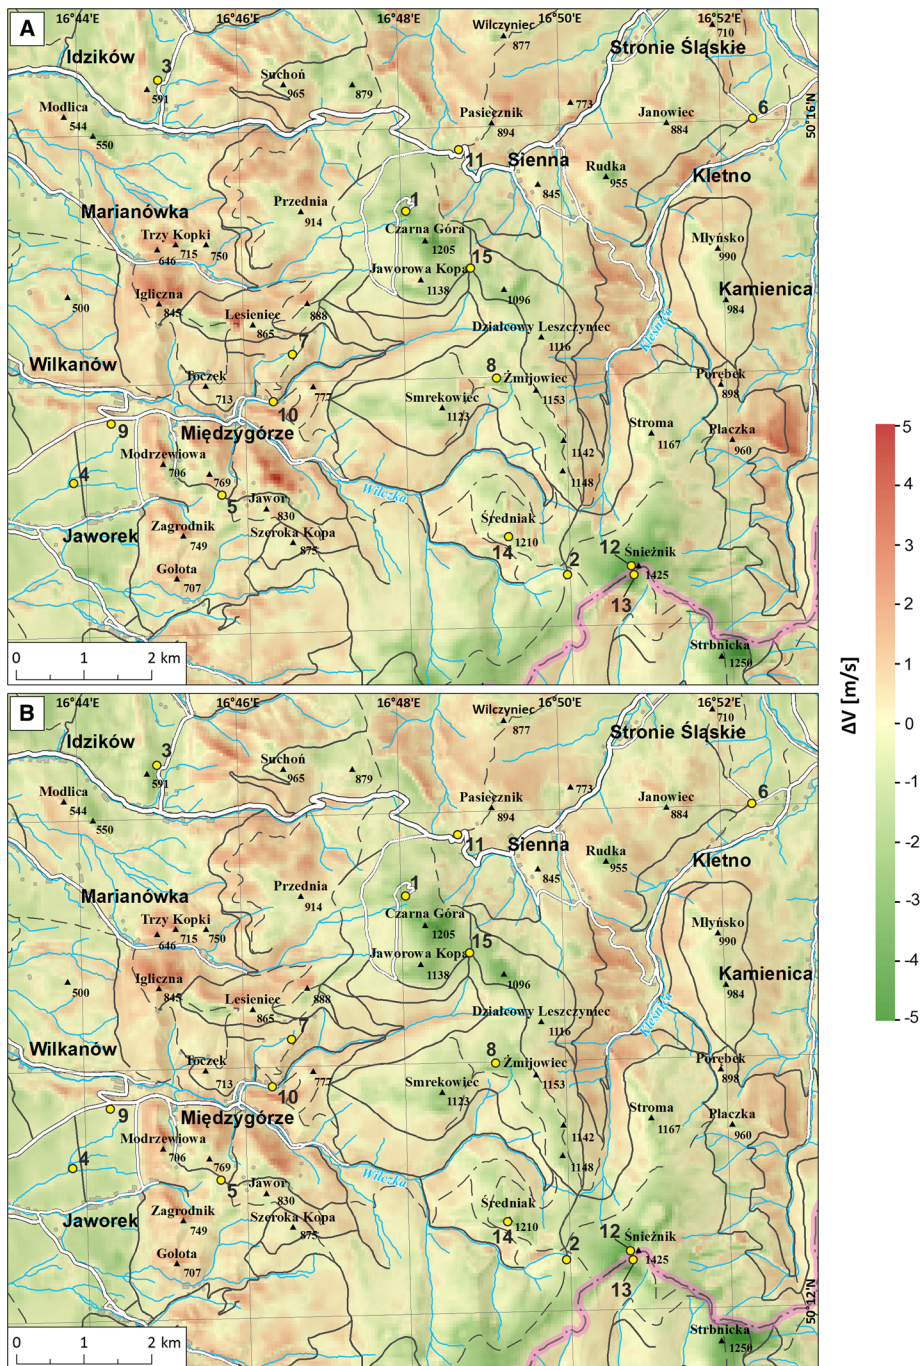 A
16°44'E
16°46'E
16°48'E
16°50'E
16°52'E
Wilczyniec
877
710
Idzików
Stronie Śląskie
3
591
Suchoń
965
879
Modlica
544
550
Pasięcznik
894
773
Janowiec
884
6
50°16'N
11
Sienna
Rudka
955
Kletno
845
Przednia
914
1
Czarna Góra
1205
Marianówka
Trzy Kopki
646
715
750
15
Młyńsko
990
Jaworowa Kopa
1138
1096
Kamienica
984
500
Igliczna
845
Lesieniec
865
888
Działcowy Leszczyniec
1116
Kleśnica
7
Wilkanów
Toczek
713
777
8
Żmijowiec
1153
Porębek
898
10
Smrekowiec
1123
9
Międzygórze
Stroma
1167
Płaczka
960
Modrzewiowa
706
769
1142
1148
4
5
Wilczka
Jawor
830
Jaworek
Zagrodnik
749
Szeroka Kopa
875
Średniak
1210
14
12
Śnieżnik
1425
2
Gołota
707
13
Strbnicka
1250
0 1 2 km
5
4
3
2
1
0
-1
-2
-3
-4
-5
ΔV [m/s]
B
16°44'E
16°46'E
16°48'E
16°50'E
16°52'E
Wilczyniec
877
710
Idzików
Stronie Śląskie
3
591
Suchoń
965
879
Modlica
544
550
Pasięcznik
894
773
Janowiec
884
6
11
Sienna
Rudka
955
Kletno
845
Przednia
914
1
Czarna Góra
1205
Marianówka
Trzy Kopki
646
715
750
15
Młyńsko
990
Jaworowa Kopa
1138
1096
Kamienica
984
500
Igliczna
845
Lesieniec
865
888
Działcowy Leszczyniec
1116
Kleśnica
7
Wilkanów
Toczek
713
777
8
Żmijowiec
1153
Porębek
898
10
Smrekowiec
1123
9
Międzygórze
Stroma
1167
Płaczka
960
Modrzewiowa
706
769
1142
1148
4
5
Wilczka
Jawor
830
Jaworek
Zagrodnik
749
Szeroka Kopa
875
Średniak
1210
14
12
Śnieżnik
1425
2
Gołota
707
13
50°12'N
Strbnicka
1250
0 1 2 km